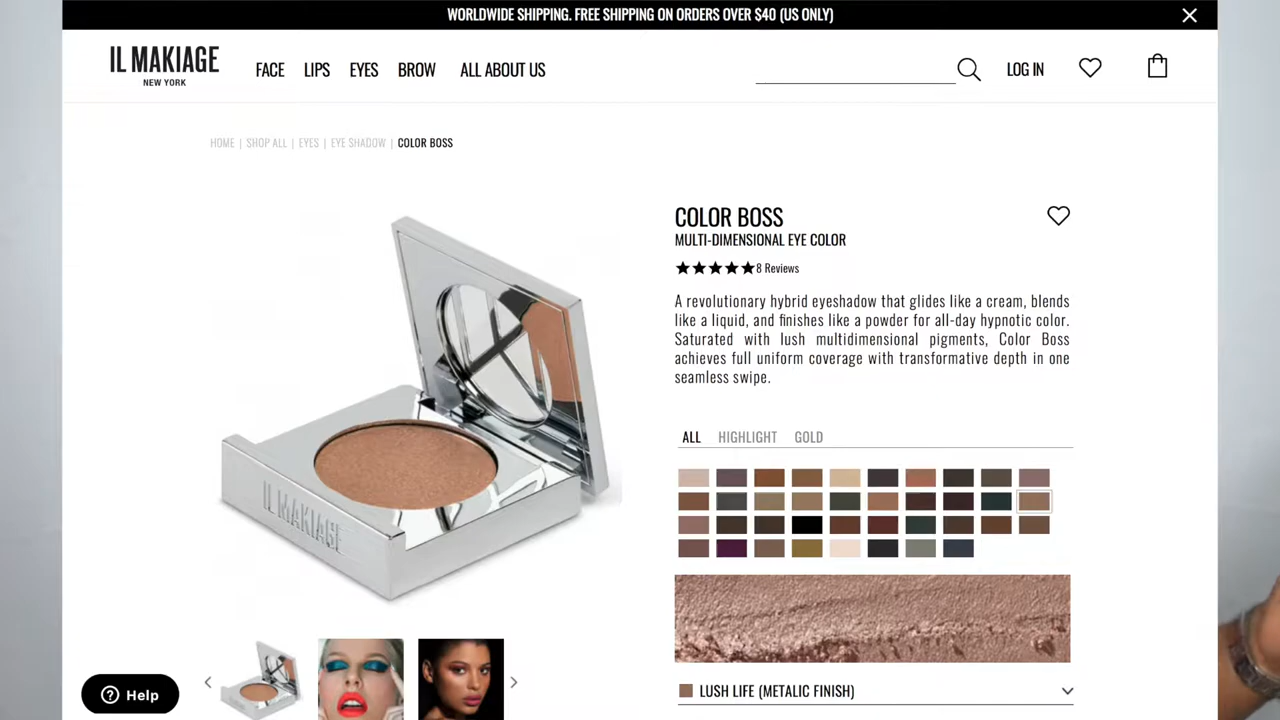 WORLDWIDE SHIPPING. FREE SHIPPING ON ORDERS OVER $40 (US ONLY)
IL MAKIAGE
NEW YORK
FACE LIPS EYES BROW ALL ABOUT US
LOG IN
HOME | SHOP ALL | EYES | EYE SHADOW | COLOR BOSS
COLOR BOSS
MULTI-DIMENSIONAL EYE COLOR
8 Reviews
A revolutionary hybrid eyeshadow that glides like a cream, blends
like a liquid, and finishes like a powder for all-day hypnotic color.
Saturated with lush multidimensional pigments, Color Boss
achieves full uniform coverage with transformative depth in one
seamless swipe.
ALL HIGHLIGHT GOLD
IL MAKIAGE
LUSH LIFE (METALIC FINISH)
Help